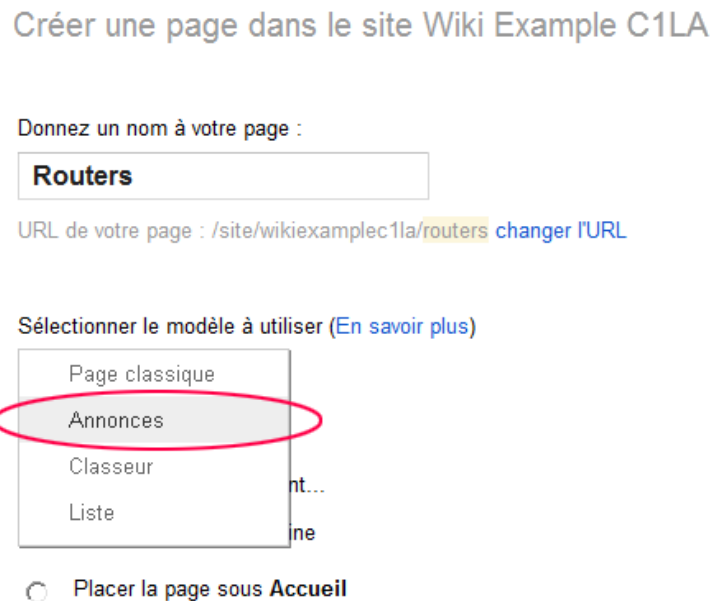 Créer une page dans le site Wiki Example C1LA
Donnez un nom à votre page :
Routers
URL de votre page : /site/wikiexamplec1la/routers changer l'URL
Sélectionner le modèle à utiliser (En savoir plus)
Page classique
Annonces
Classeur
nt...
Liste
ine
Placer la page sous Accueil